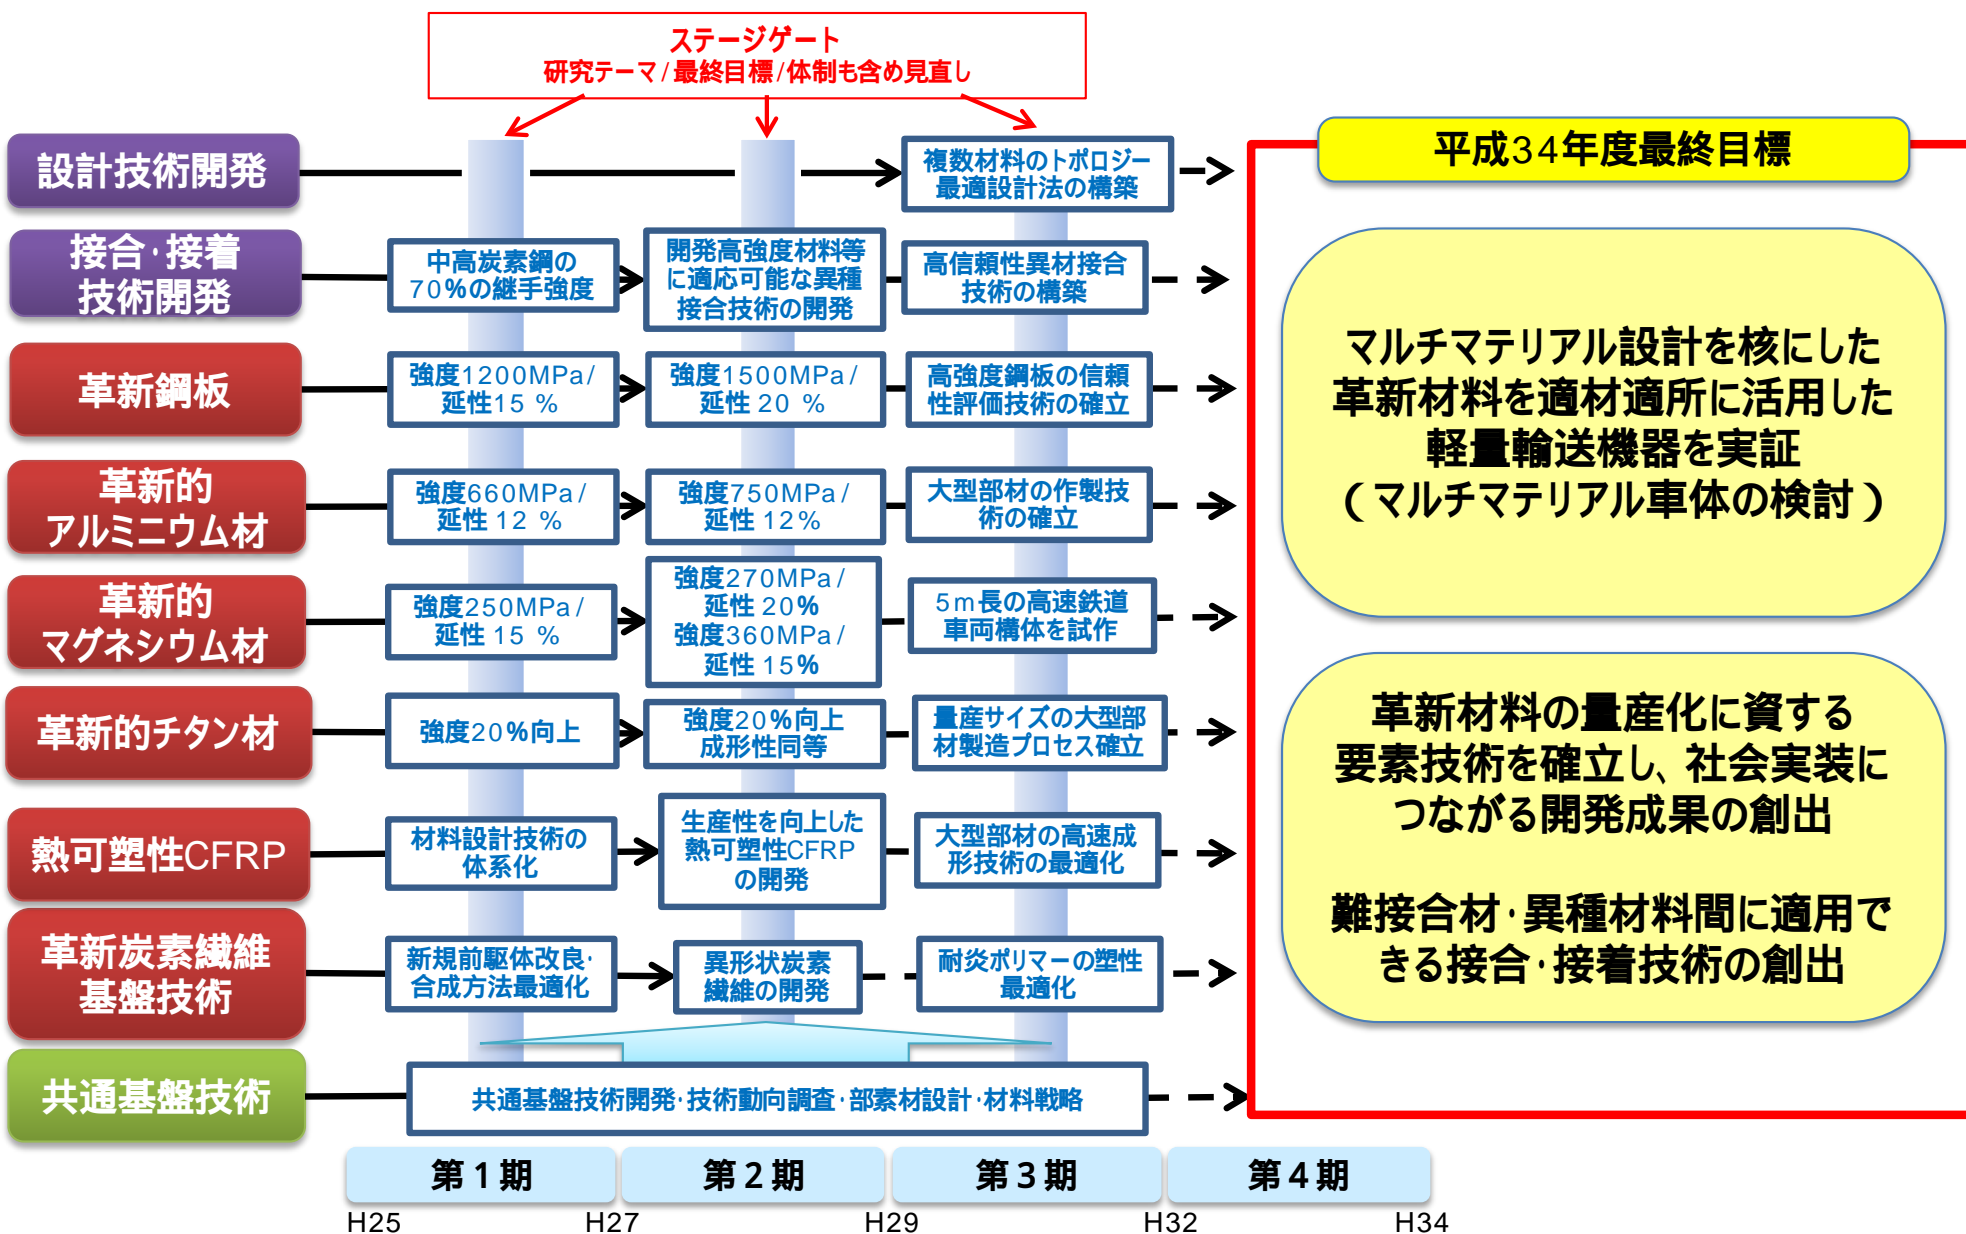 ステージゲート
研究テーマ/最終目標/体制も含め見直し
設計技術開発
複数材料のトポロジー
最適設計法の構築
平成34年度最終目標
接合・接着
技術開発
中高炭素鋼の
70%の継手強度
開発高強度材料等
に適応可能な異種
接合技術の開発
高信頼性異材接合
技術の構築
革新鋼板
強度1200MPa/
延性15 %
強度1500MPa/
延性 20 %
高強度鋼板の信頼
性評価技術の確立
革新的
アルミニウム材
強度660MPa/
延性 12 %
強度750MPa/
延性 12%
大型部材の作製技
術の確立
革新的
マグネシウム材
強度250MPa/
延性 15 %
強度270MPa/
延性 20%
強度360MPa/
延性 15%
5m長の高速鉄道
車両構体を試作
革新的チタン材
強度20%向上
強度20%向上
成形性同等
量産サイズの大型部
材製造プロセス確立
熱可塑性CFRP
材料設計技術の
体系化
生産性を向上した
熱可塑性CFRP
の開発
大型部材の高速成
形技術の最適化
革新炭素繊維
基盤技術
新規前駆体改良・
合成方法最適化
異形状炭素
繊維の開発
耐炎ポリマーの塑性
最適化
共通基盤技術
共通基盤技術開発・技術動向調査・部素材設計・材料戦略
マルチマテリアル設計を核にした
革新材料を適材適所に活用した
軽量輸送機器を実証
(マルチマテリアル車体の検討)
革新材料の量産化に資する
要素技術を確立し、社会実装に
つながる開発成果の創出
難接合材・異種材料間に適用で
きる接合・接着技術の創出
第1期
第2期
第3期
第4期
H25
H27
H29
H32
H34